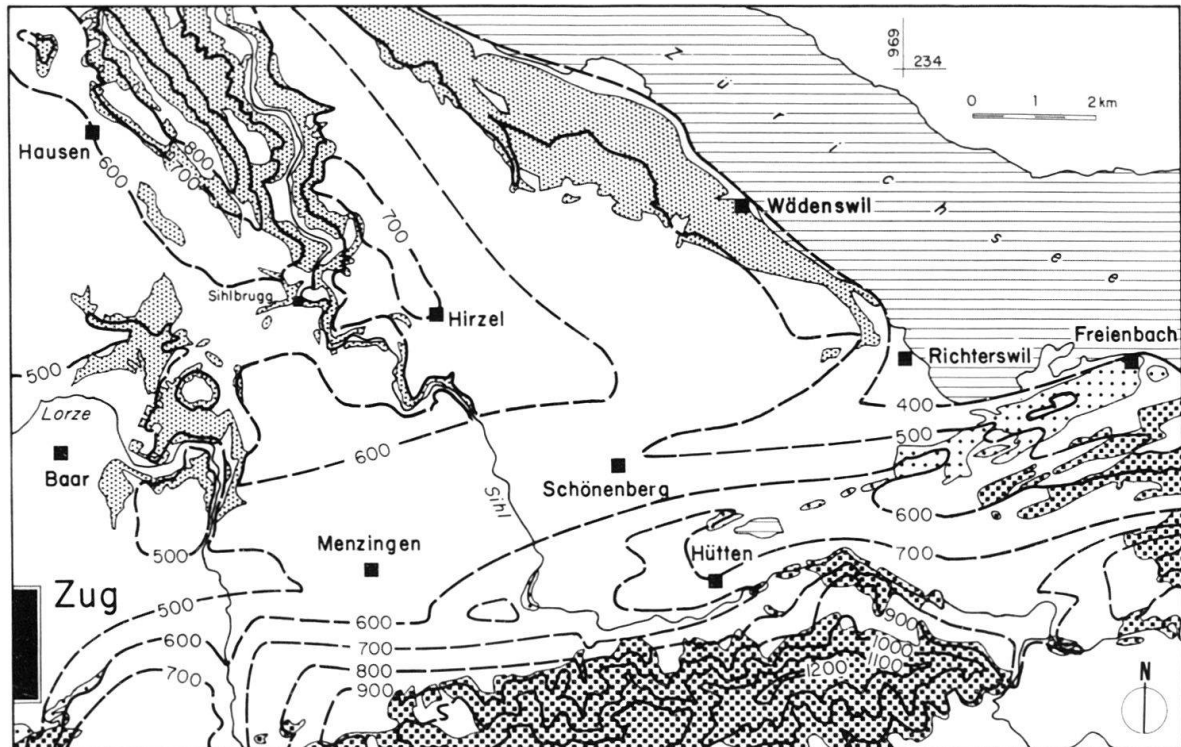 969
234
0 1 2 km
Zürichsee
Hausen
800
700
600
Wädenswil
700
Sihlbrugg
Hirzel
Freienbach
Richterswil
500
Lorze
400
500
Baar
600
Schönenberg
Sihl
600
Menzingen
Hütten
700
500
Zug
500
600
600
700
700
800
900
900
1000
1100
1200
N